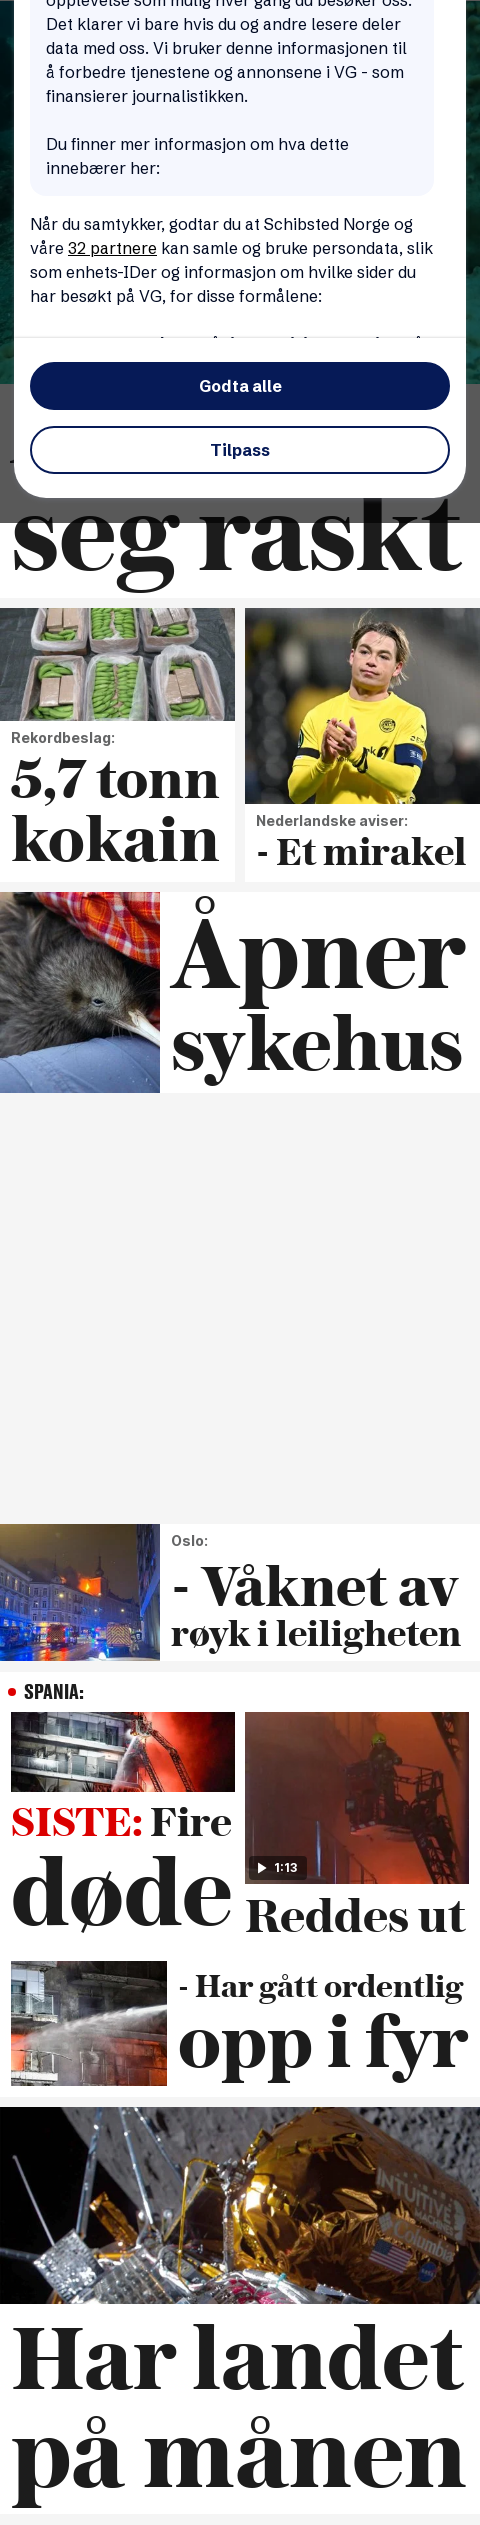 opplevelse som mulig hver gang du besøker oss.
Det klarer vi bare hvis du og andre lesere deler
data med oss. Vi bruker denne informasjonen til
å forbedre tjenestene og annonsene i VG - som
finansierer journalistikken.
Du finner mer informasjon om hva dette
innebærer her:
Når du samtykker, godtar du at Schibsted Norge og
våre 32 partnere kan samle og bruke persondata, slik
som enhets-IDer og informasjon om hvilke sider du
har besøkt på VG, for disse formålene:
Godta alle
Tilpass
seg raskt
Rekordbeslag:
5,7 tonn
kokain
Nederlandske aviser:
- Et mirakel
Åpner
sykehus
Oslo:
- Våknet av
røyk i leiligheten
SPANIA:
SISTE: Fire
døde
1:13
Reddes ut
- Har gått ordentlig
opp i fyr
INTUITIVE
Columbia
Har landet
på månen